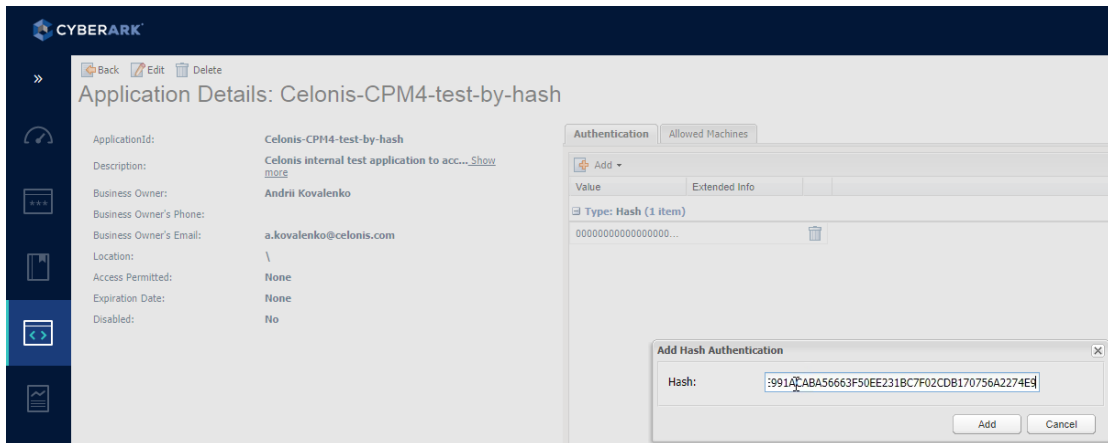 CYBERARK
»
Back Edit Delete
Application Details: Celonis-CPM4-test-by-hash
ApplicationId: Celonis-CPM4-test-by-hash
Description: Celonis internal test application to acc... Show more
Business Owner: Andrii Kovalenko
Business Owner's Phone:
Business Owner's Email: a.kovalenko@celonis.com
Location: \
Access Permitted: None
Expiration Date: None
Disabled: No
Authentication Allowed Machines
Add
Value Extended Info
Type: Hash (1 item)
00000000000000000...
Add Hash Authentication
Hash: :991ACABA56663F50EE231BC7F02CDB170756A2274E9
Add Cancel